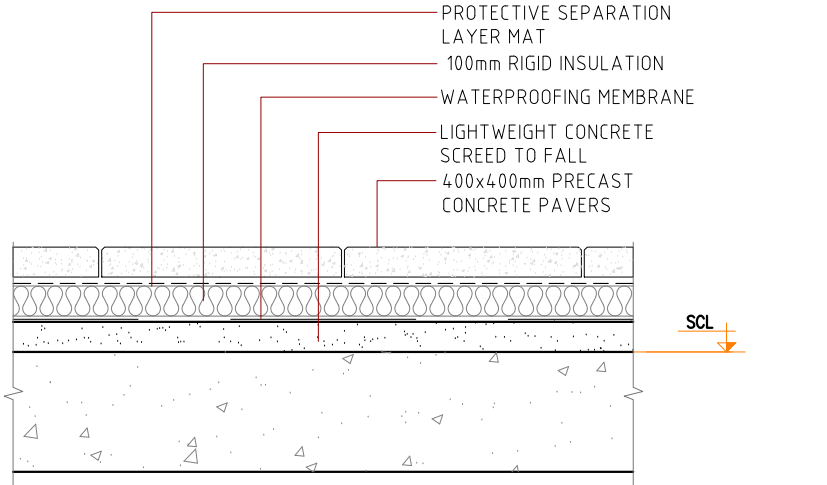 PROTECTIVE SEPARATION
LAYER MAT
100mm RIGID INSULATION
WATERPROOFING MEMBRANE
LIGHTWEIGHT CONCRETE
SCREED TO FALL
400x400mm PRECAST
CONCRETE PAVERS
SCL